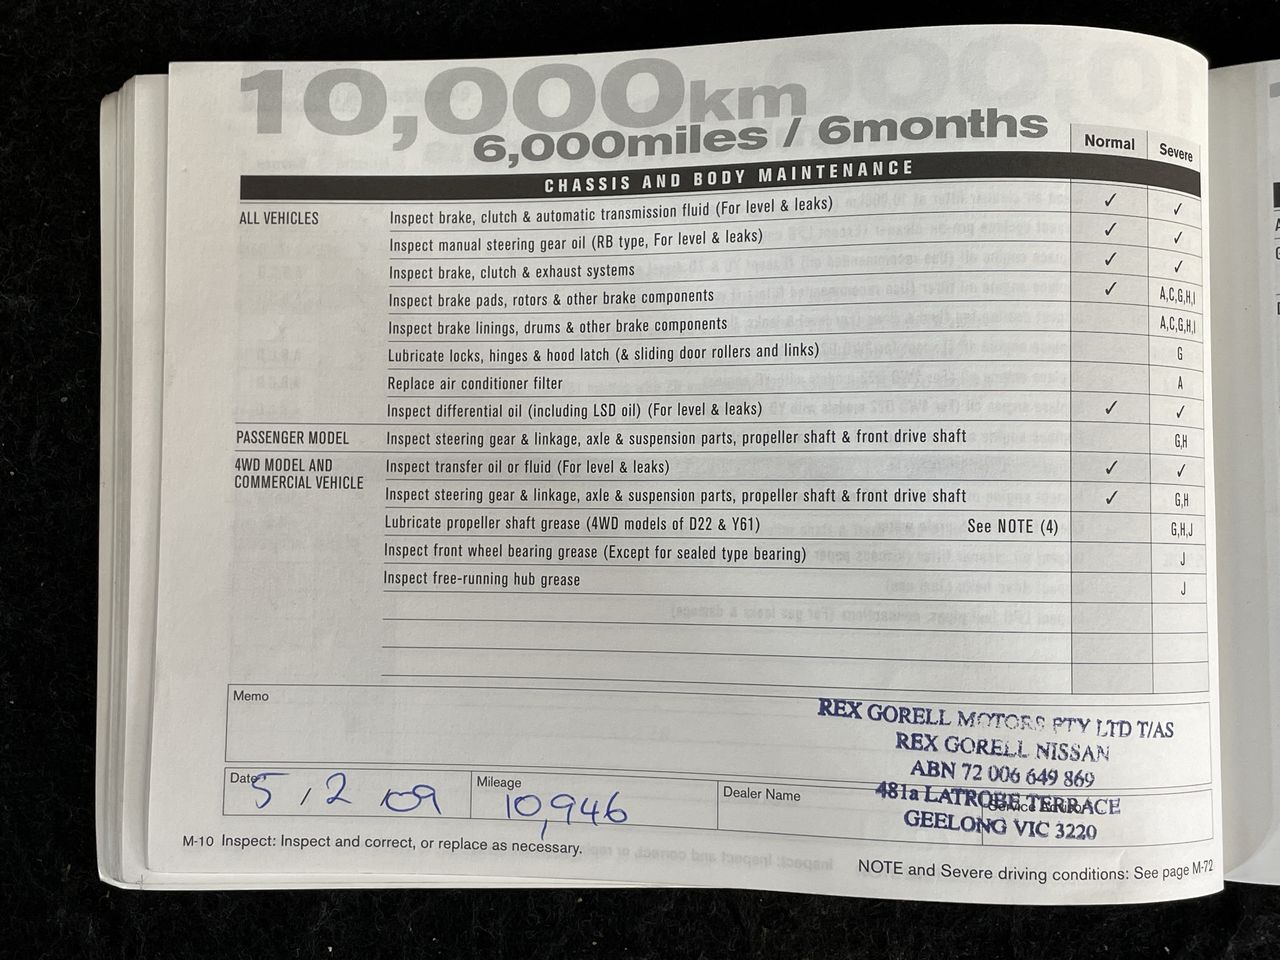 10,000km
6,000miles / 6months
Normal Severe
CHASSIS AND BODY MAINTENANCE
ALL VEHICLES Inspect brake, clutch & automatic transmission fluid (For level & leaks) ✓ ✓
Inspect manual steering gear oil (RB type, For level & leaks) ✓ ✓
Inspect brake, clutch & exhaust systems ✓ ✓
Inspect brake pads, rotors & other brake components ✓ A,C,G,H,I
Inspect brake linings, drums & other brake components A,C,G,H,I
Lubricate locks, hinges & hood latch (& sliding door rollers and links) G
Replace air conditioner filter A
Inspect differential oil (including LSD oil) (For level & leaks) ✓ ✓
PASSENGER MODEL Inspect steering gear & linkage, axle & suspension parts, propeller shaft & front drive shaft G,H
4WD MODEL AND Inspect transfer oil or fluid (For level & leaks) ✓ ✓
COMMERCIAL VEHICLE Inspect steering gear & linkage, axle & suspension parts, propeller shaft & front drive shaft ✓ G,H
Lubricate propeller shaft grease (4WD models of D22 & Y61) See NOTE (4) G,H,J
Inspect front wheel bearing grease (Except for sealed type bearing) J
Inspect free-running hub grease J
Memo
REX GORELL MOTORS PTY LTD T/AS
REX GORELL NISSAN
ABN 72 006 649 869
481a LATROBE TERRACE
GEELONG VIC 3220
Date 5 / 2 / 09 Mileage 10,946 Dealer Name Service Advisor
M-10 Inspect: Inspect and correct, or replace as necessary.
NOTE and Severe driving conditions: See page M-72